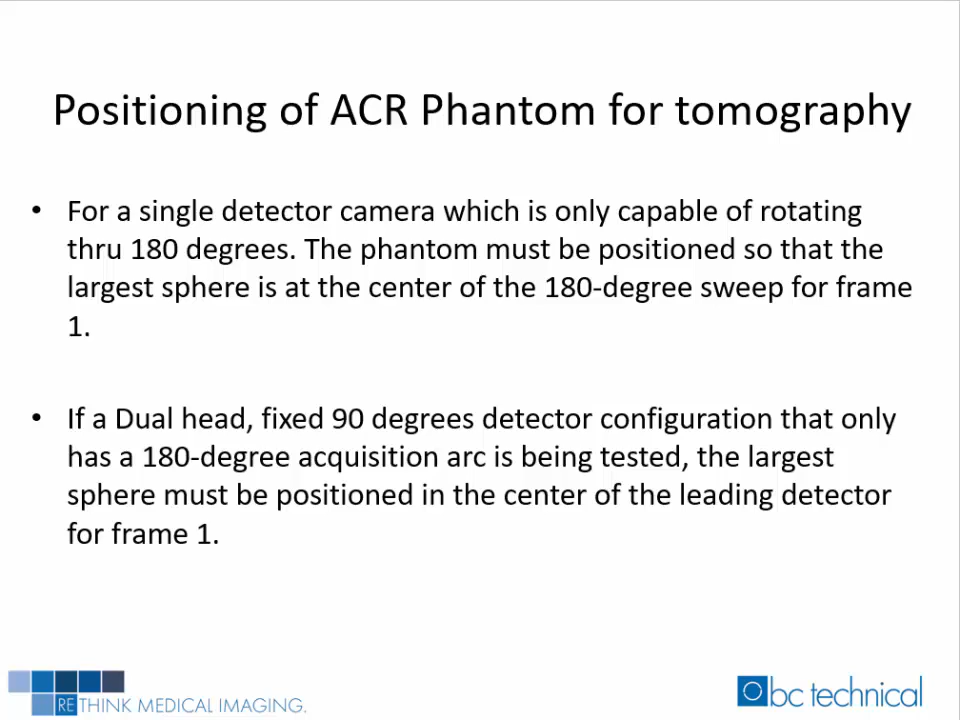 Positioning of ACR Phantom for tomography
• For a single detector camera which is only capable of rotating
thru 180 degrees. The phantom must be positioned so that the
largest sphere is at the center of the 180-degree sweep for frame
1.
• If a Dual head, fixed 90 degrees detector configuration that only
has a 180-degree acquisition arc is being tested, the largest
sphere must be positioned in the center of the leading detector
for frame 1.
RETHINK MEDICAL IMAGING.
bc technical